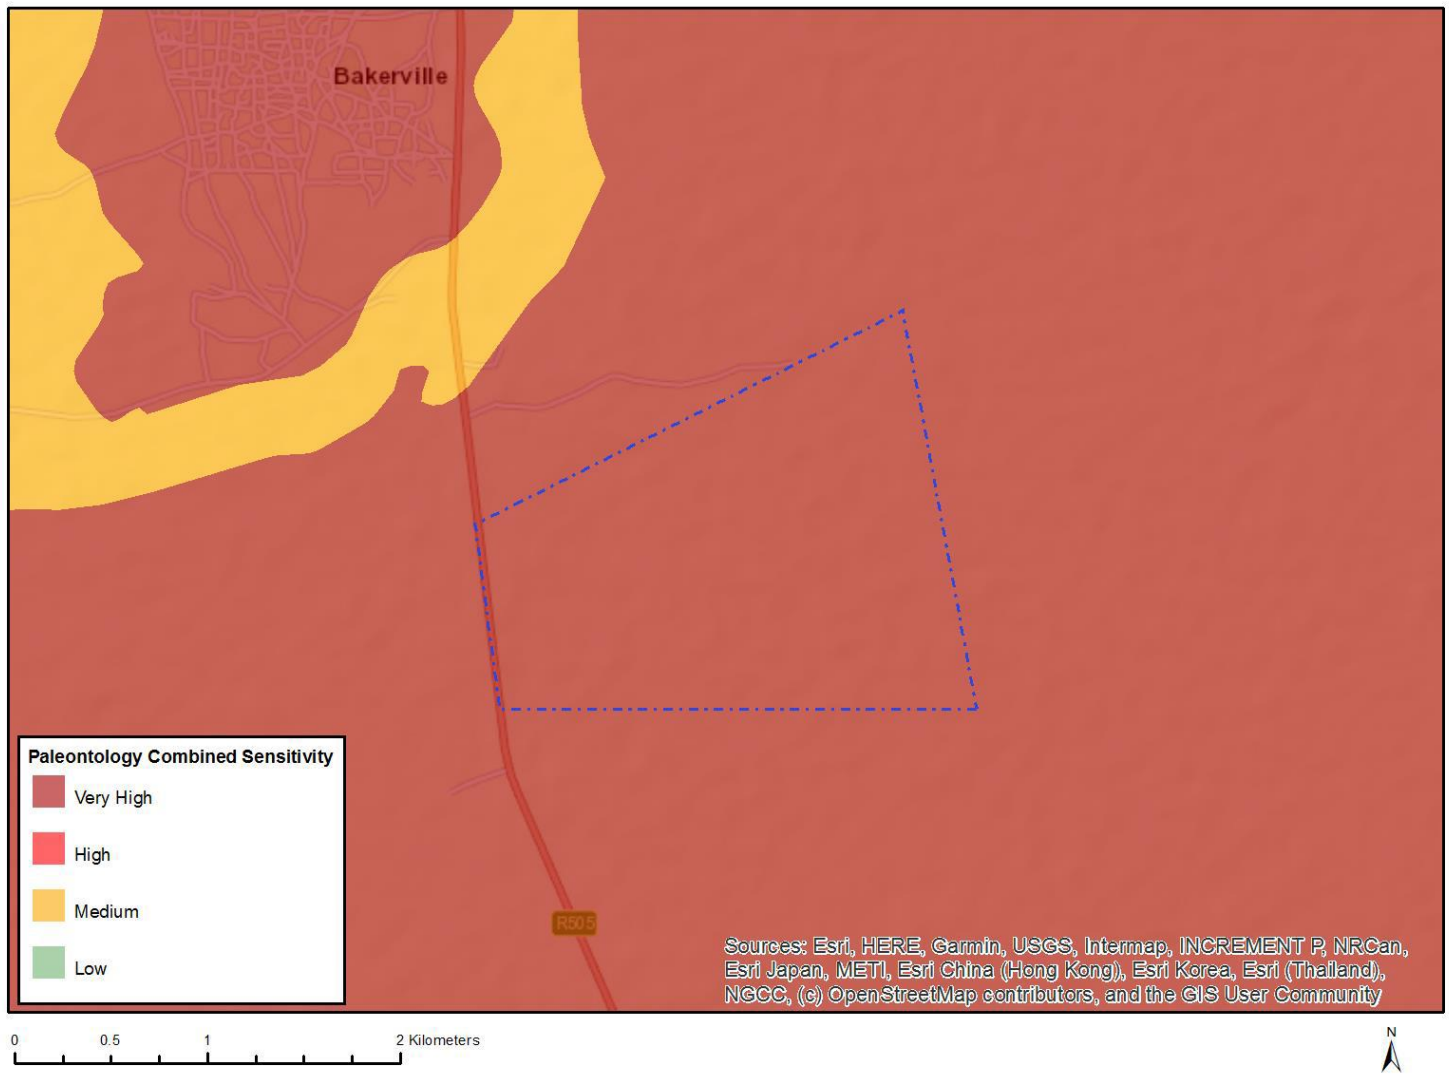 Bakerville
Paleontology Combined Sensitivity
Very High
High
Medium
Low
R505
Sources: Esri, HERE, Garmin, USGS, Intermap, INCREMENT P, NRCan,
Esri Japan, METI, Esri China (Hong Kong), Esri Korea, Esri (Thailand),
NGCC, (c) OpenStreetMap contributors, and the GIS User Community
0 0.5 1 2 Kilometers
N